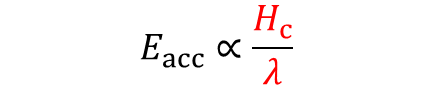 E_acc ∝ H_c / λ